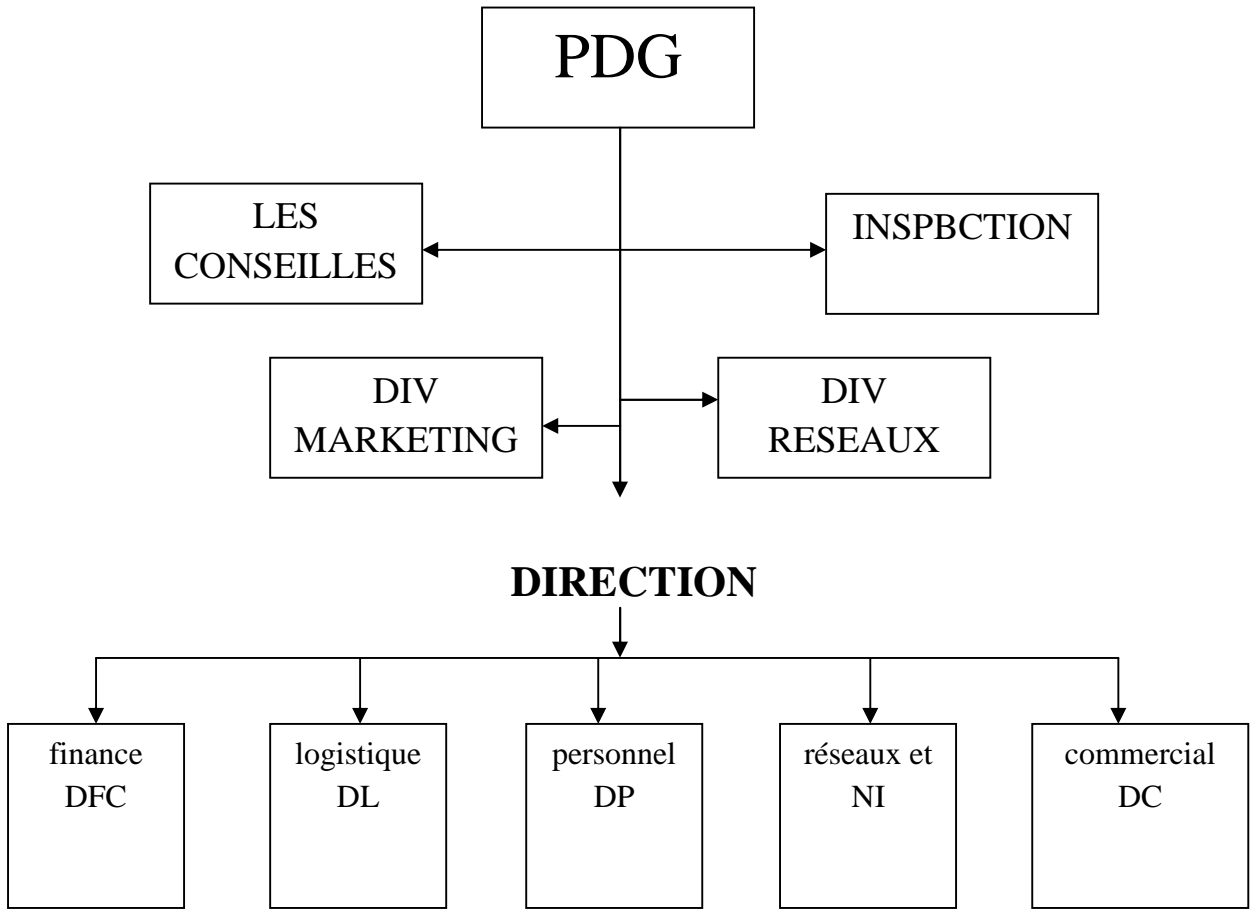 PDG
LES
CONSEILLES
INSPBCTION
DIV
MARKETING
DIV
RESEAUX
DIRECTION
finance
DFC
logistique
DL
personnel
DP
réseaux et
NI
commercial
DC